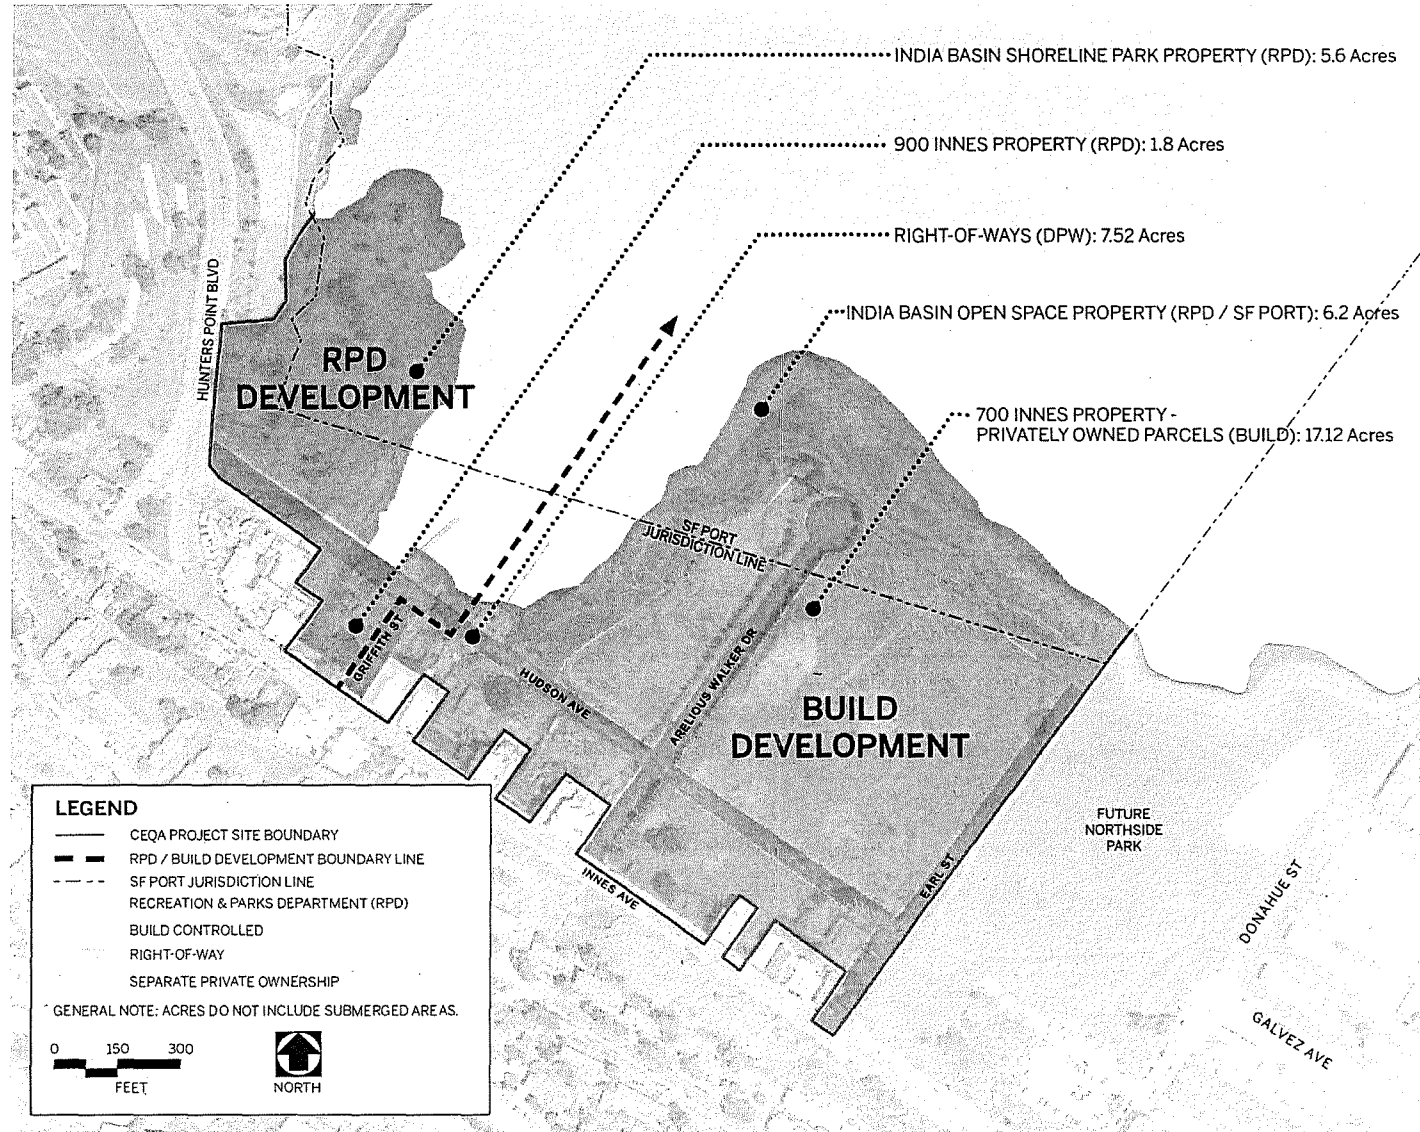 INDIA BASIN SHORELINE PARK PROPERTY (RPD): 5.6 Acres
900 INNES PROPERTY (RPD): 1.8 Acres
RIGHT-OF-WAYS (DPW): 7.52 Acres
INDIA BASIN OPEN SPACE PROPERTY (RPD / SF PORT): 6.2 Acres
700 INNES PROPERTY -
PRIVATELY OWNED PARCELS (BUILD): 17.12 Acres
HUNTERS POINT BLVD
RPD
DEVELOPMENT
SF PORT
JURISDICTION LINE
GRIFFITH ST
HUDSON AVE
ARELIOUS WALKER DR
BUILD
DEVELOPMENT
INNES AVE
EARL ST
FUTURE
NORTHSIDE
PARK
DONAHUE ST
GALVEZ AVE
LEGEND
CEQA PROJECT SITE BOUNDARY
RPD / BUILD DEVELOPMENT BOUNDARY LINE
SF PORT JURISDICTION LINE
RECREATION & PARKS DEPARTMENT (RPD)
BUILD CONTROLLED
RIGHT-OF-WAY
SEPARATE PRIVATE OWNERSHIP
GENERAL NOTE: ACRES DO NOT INCLUDE SUBMERGED AREAS.
0 150 300
FEET
NORTH